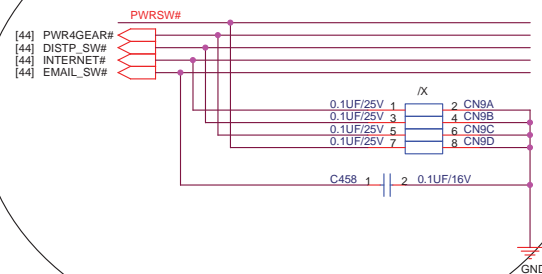 PWRSW#
[44] PWR4GEAR#
[44] DISTP_SW#
[44] INTERNET#
[44] EMAIL_SW#
/X
0.1UF/25V 1 2 CN9A
0.1UF/25V 3 4 CN9B
0.1UF/25V 5 6 CN9C
0.1UF/25V 7 8 CN9D
C458 1 2 0.1UF/16V
GND